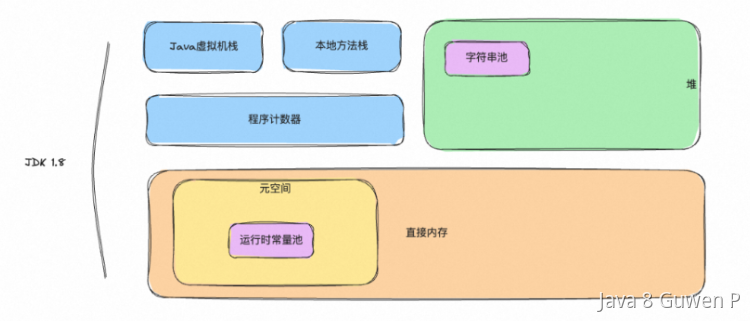 Java虚拟机栈
本地方法栈
字符串池
堆
程序计数器
JDK 1.8
元空间
运行时常量池
直接内存
Java 8 Guwen P